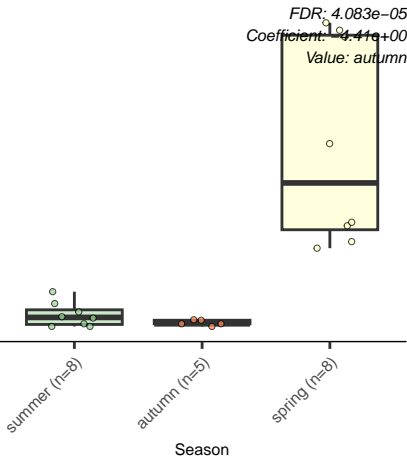 FDR: 4.083e−05
Coefficient: −4.41e+00
Value: autumn
summer (n=8)
autumn (n=5)
spring (n=8)
Season